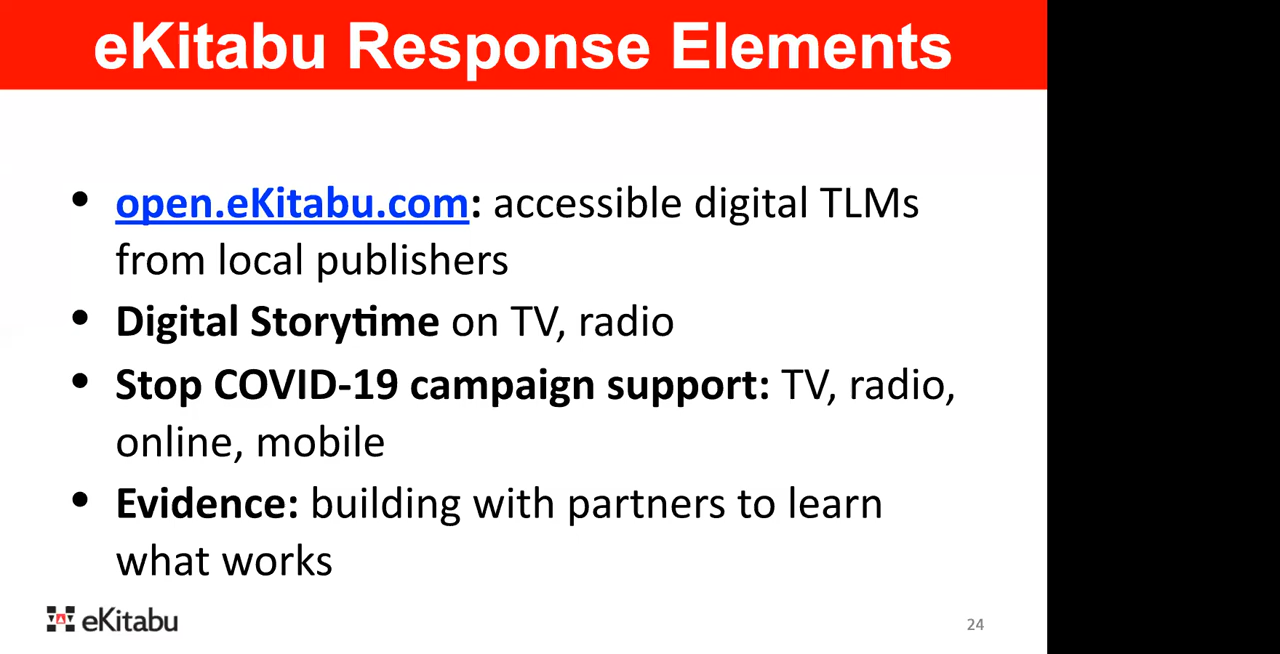 eKitabu Response Elements
• open.eKitabu.com: accessible digital TLMs
from local publishers
• Digital Storytime on TV, radio
• Stop COVID-19 campaign support: TV, radio,
online, mobile
• Evidence: building with partners to learn
what works
eKitabu
24